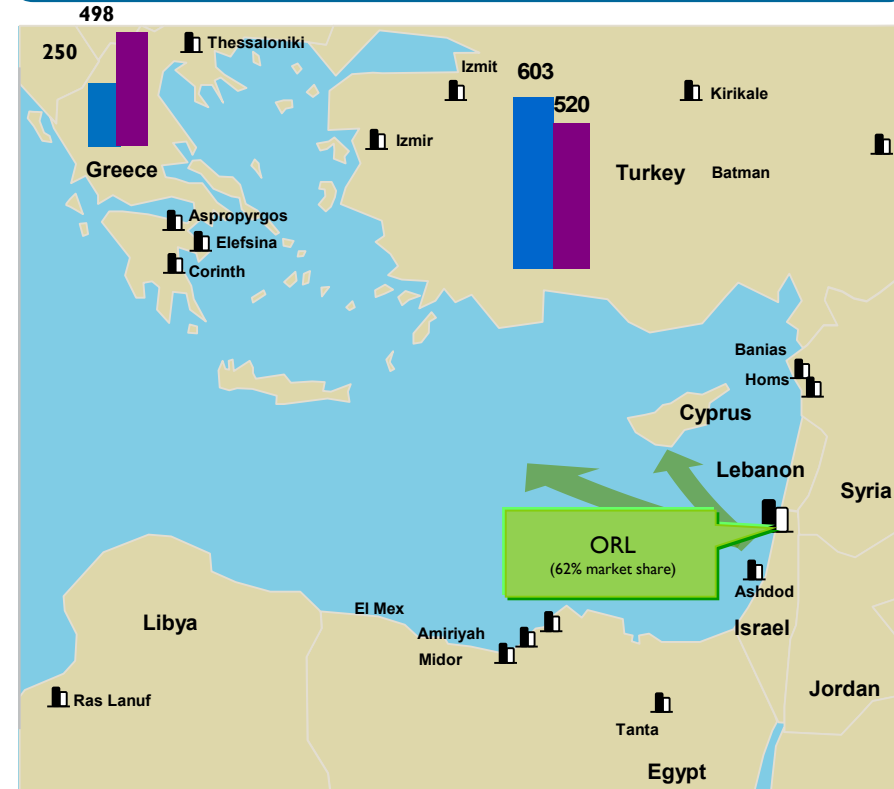 498
250
Thessaloniki
Izmit
603
520
Kirikale
Izmir
Greece
Turkey
Batman
Aspropyrgos
Elefsina
Corinth
Banias
Homs
Cyprus
Lebanon
Syria
ORL
(62% market share)
Ashdod
El Mex
Libya
Amiriyah
Israel
Midor
Jordan
Ras Lanuf
Tanta
Egypt